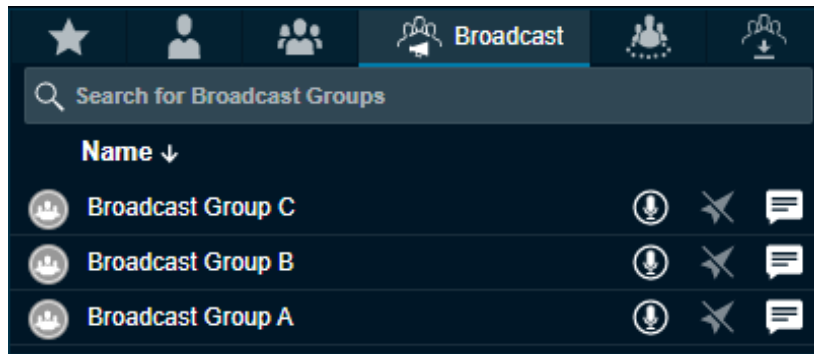 Broadcast
Search for Broadcast Groups
Name ↓
Broadcast Group C
Broadcast Group B
Broadcast Group A